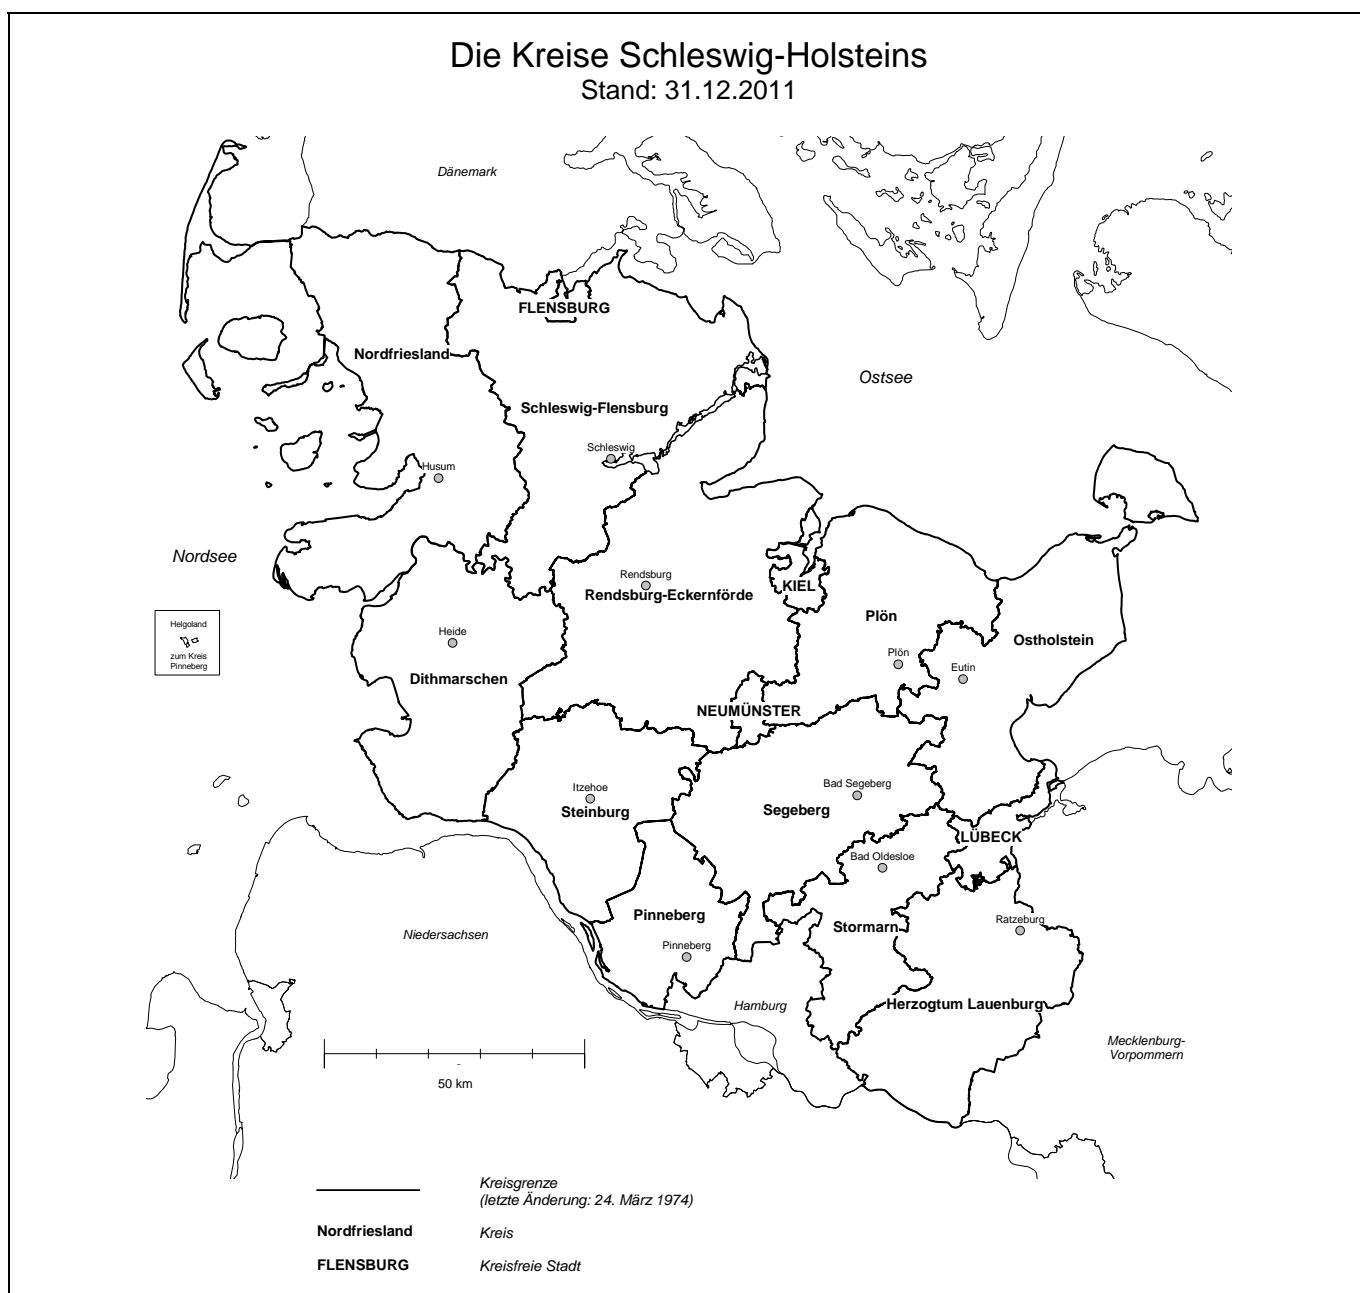 Die Kreise Schleswig-Holsteins
Stand: 31.12.2011
Dänemark
FLENSBURG
Nordfriesland
Ostsee
Schleswig-Flensburg
Schleswig
Husum
Nordsee
Rendsburg
Rendsburg-Eckernförde
KIEL
Plön
Helgoland
zum Kreis
Pinneberg
Heide
Ostholstein
Plön
Eutin
Dithmarschen
NEUMÜNSTER
Itzehoe
Steinburg
Bad Segeberg
Segeberg
LÜBECK
Bad Oldesloe
Pinneberg
Stormarn
Ratzeburg
Niedersachsen
Pinneberg
Hamburg
Herzogtum Lauenburg
Mecklenburg-
Vorpommern
50 km
Kreisgrenze
(letzte Änderung: 24. März 1974)
Nordfriesland
Kreis
FLENSBURG
Kreisfreie Stadt